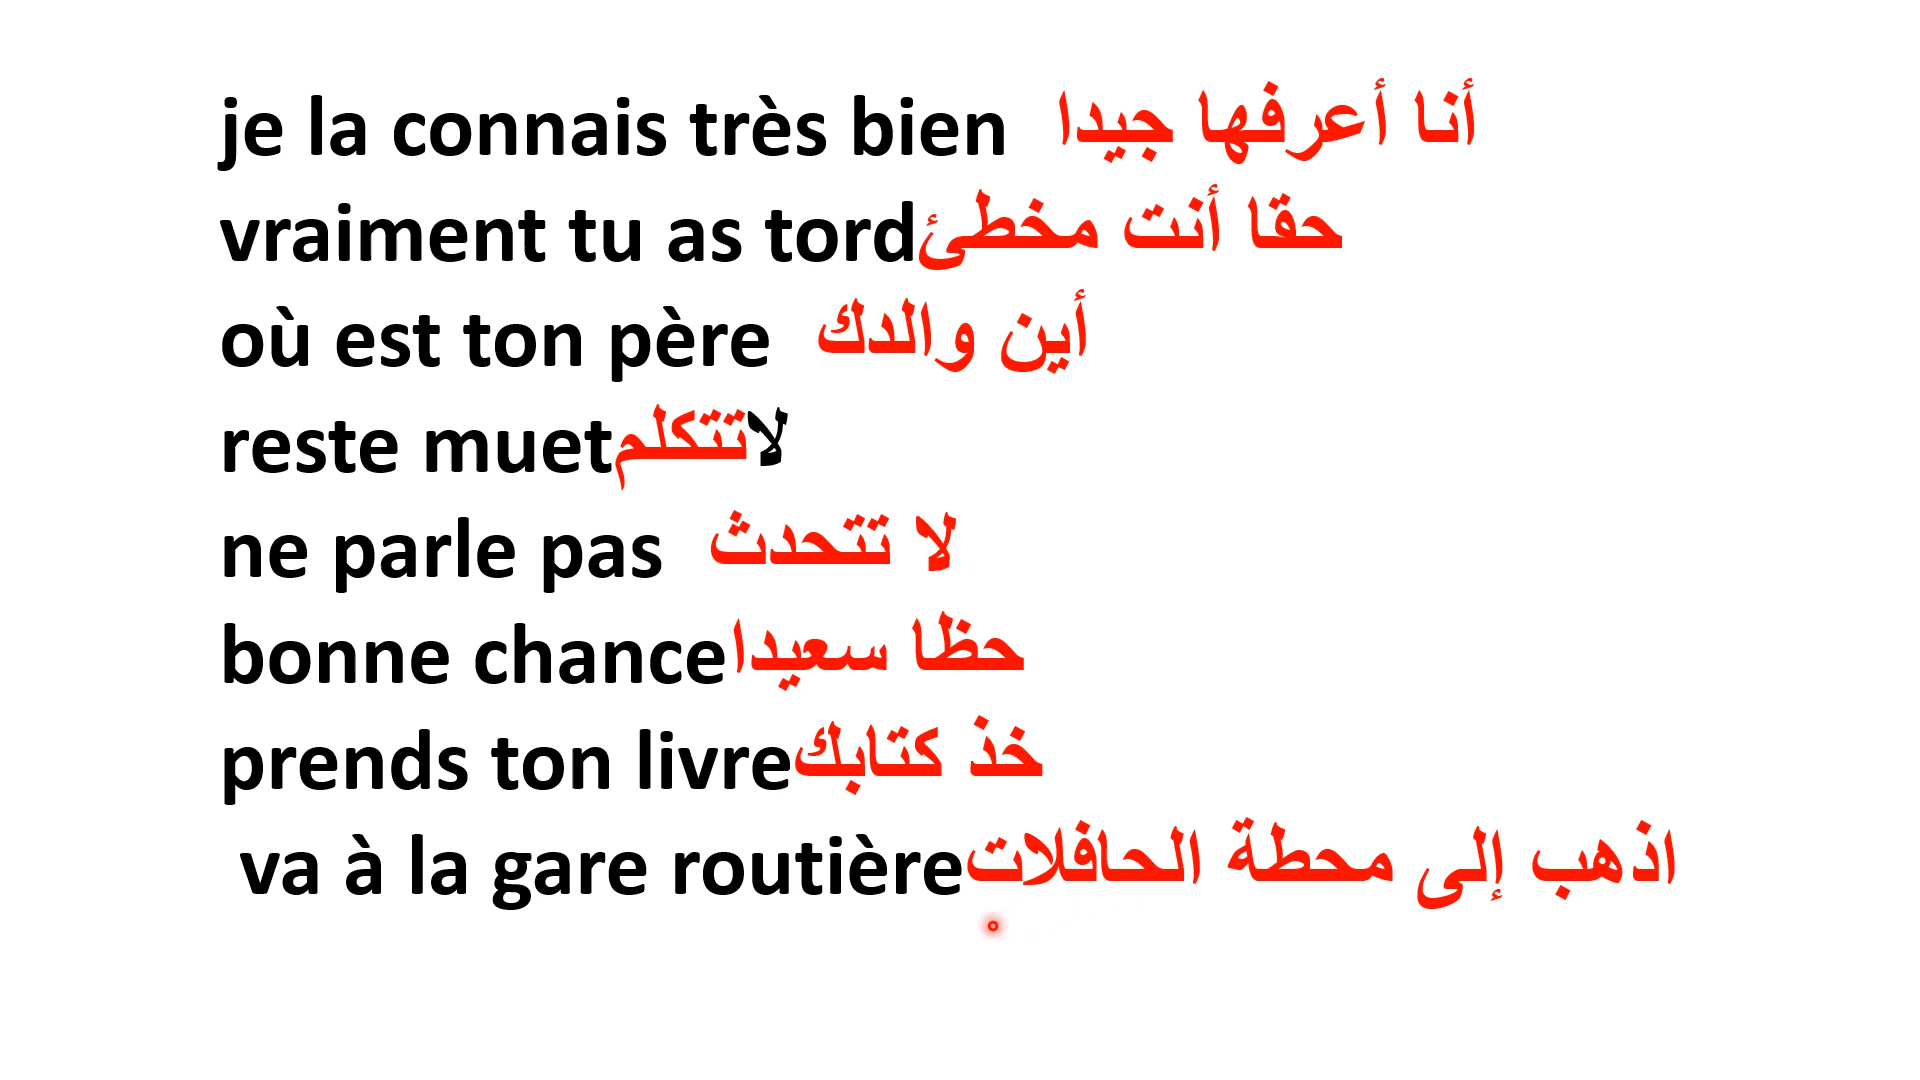 je la connais très bien أنا أعرفها جيدا
vraiment tu as tord حقا أنت مخطئ
où est ton père أين والدك
reste muet لاتتكلم
ne parle pas لا تتحدث
bonne chance حظا سعيدا
prends ton livre خذ كتابك
va à la gare routière اذهب إلى محطة الحافلات